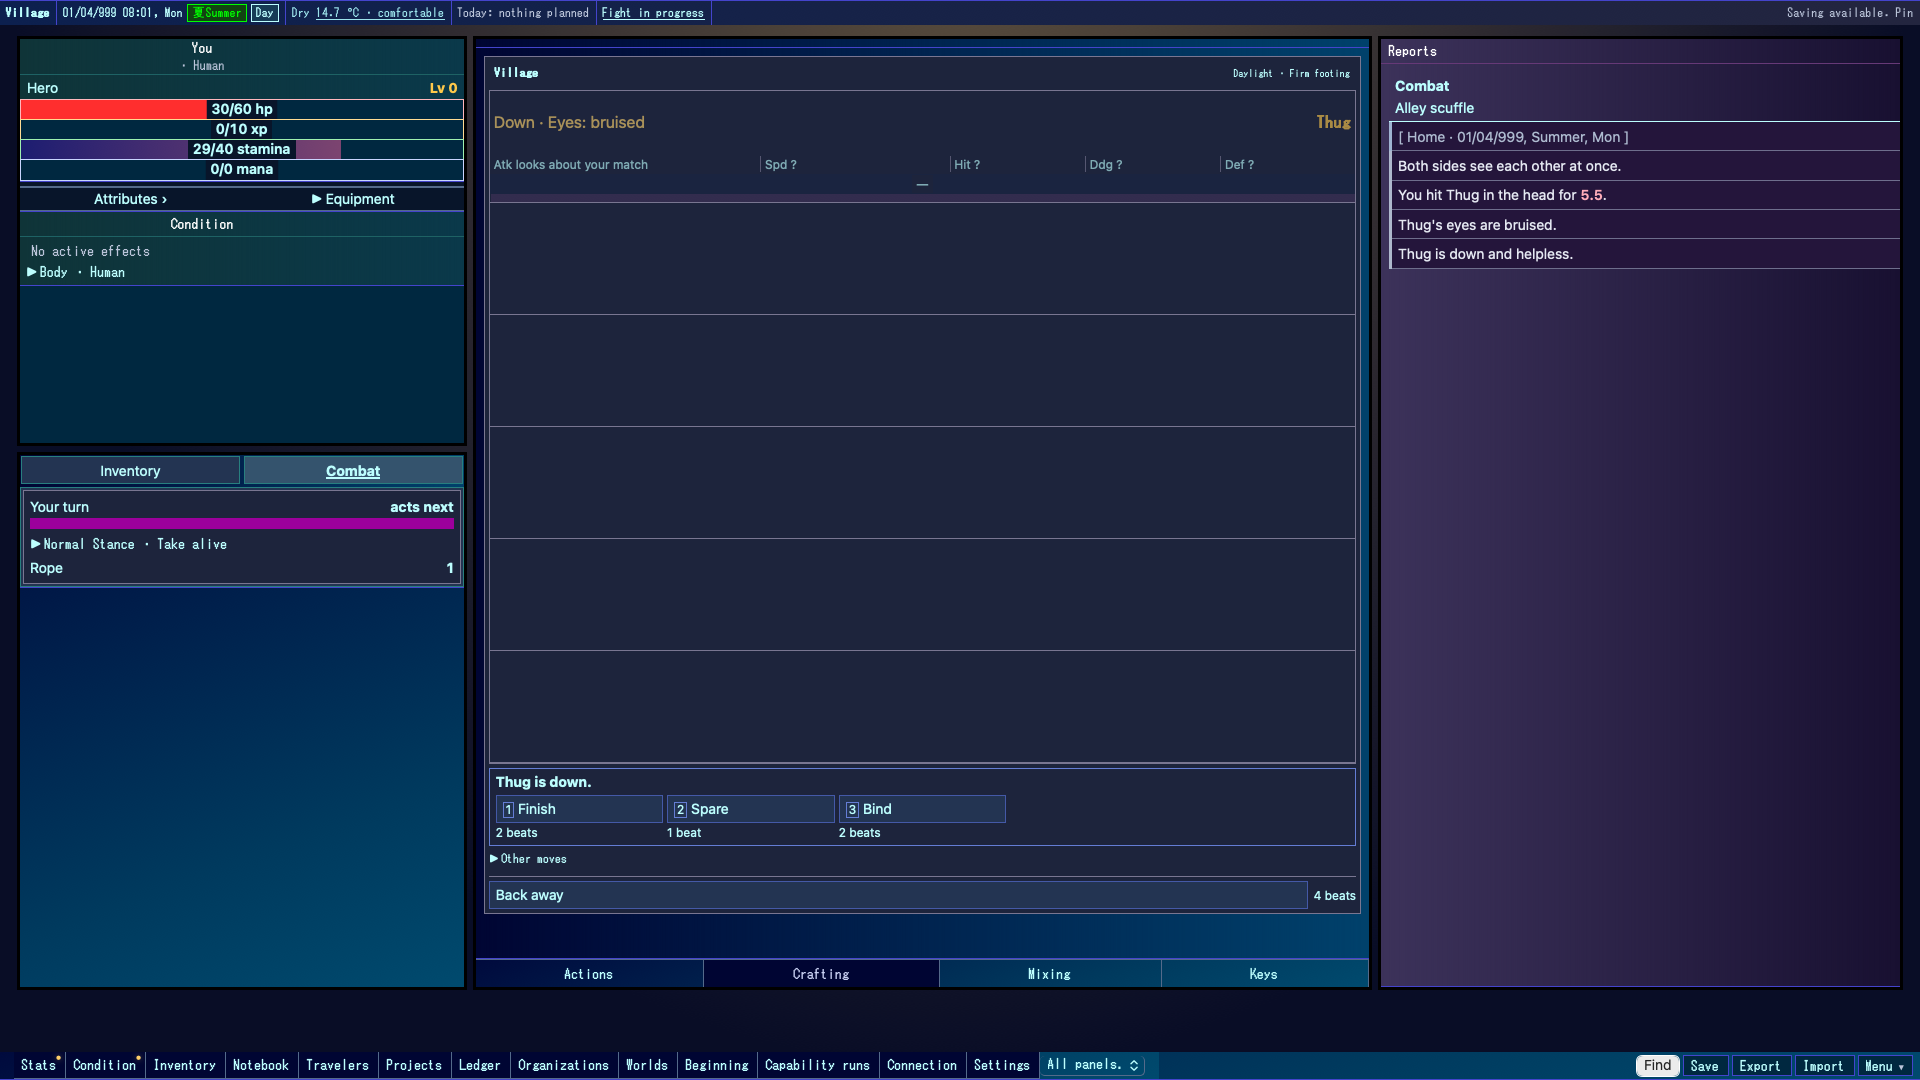 Village 01/04/999 08:01, Mon 夏Summer Day Dry 14.7 °C · comfortable Today: nothing planned Fight in progress Saving available. Pin
You
· Human
Hero Lv 0
30/60 hp
0/10 xp
29/40 stamina
0/0 mana
Attributes › ▶ Equipment
Condition
No active effects
▶Body · Human
Inventory Combat
Your turn acts next
▶Normal Stance · Take alive
Rope 1
Village Daylight · Firm footing
Down · Eyes: bruised Thug
Atk looks about your match Spd ? Hit ? Ddg ? Def ?
—
Thug is down.
1 Finish 2 Spare 3 Bind
2 beats 1 beat 2 beats
▶Other moves
Back away 4 beats
Actions Crafting Mixing Keys
Reports
Combat
Alley scuffle
[ Home · 01/04/999, Summer, Mon ]
Both sides see each other at once.
You hit Thug in the head for 5.5.
Thug's eyes are bruised.
Thug is down and helpless.
Stats Condition Inventory Notebook Travelers Projects Ledger Organizations Worlds Beginning Capability runs Connection Settings All panels. Find Save Export Import Menu ▾